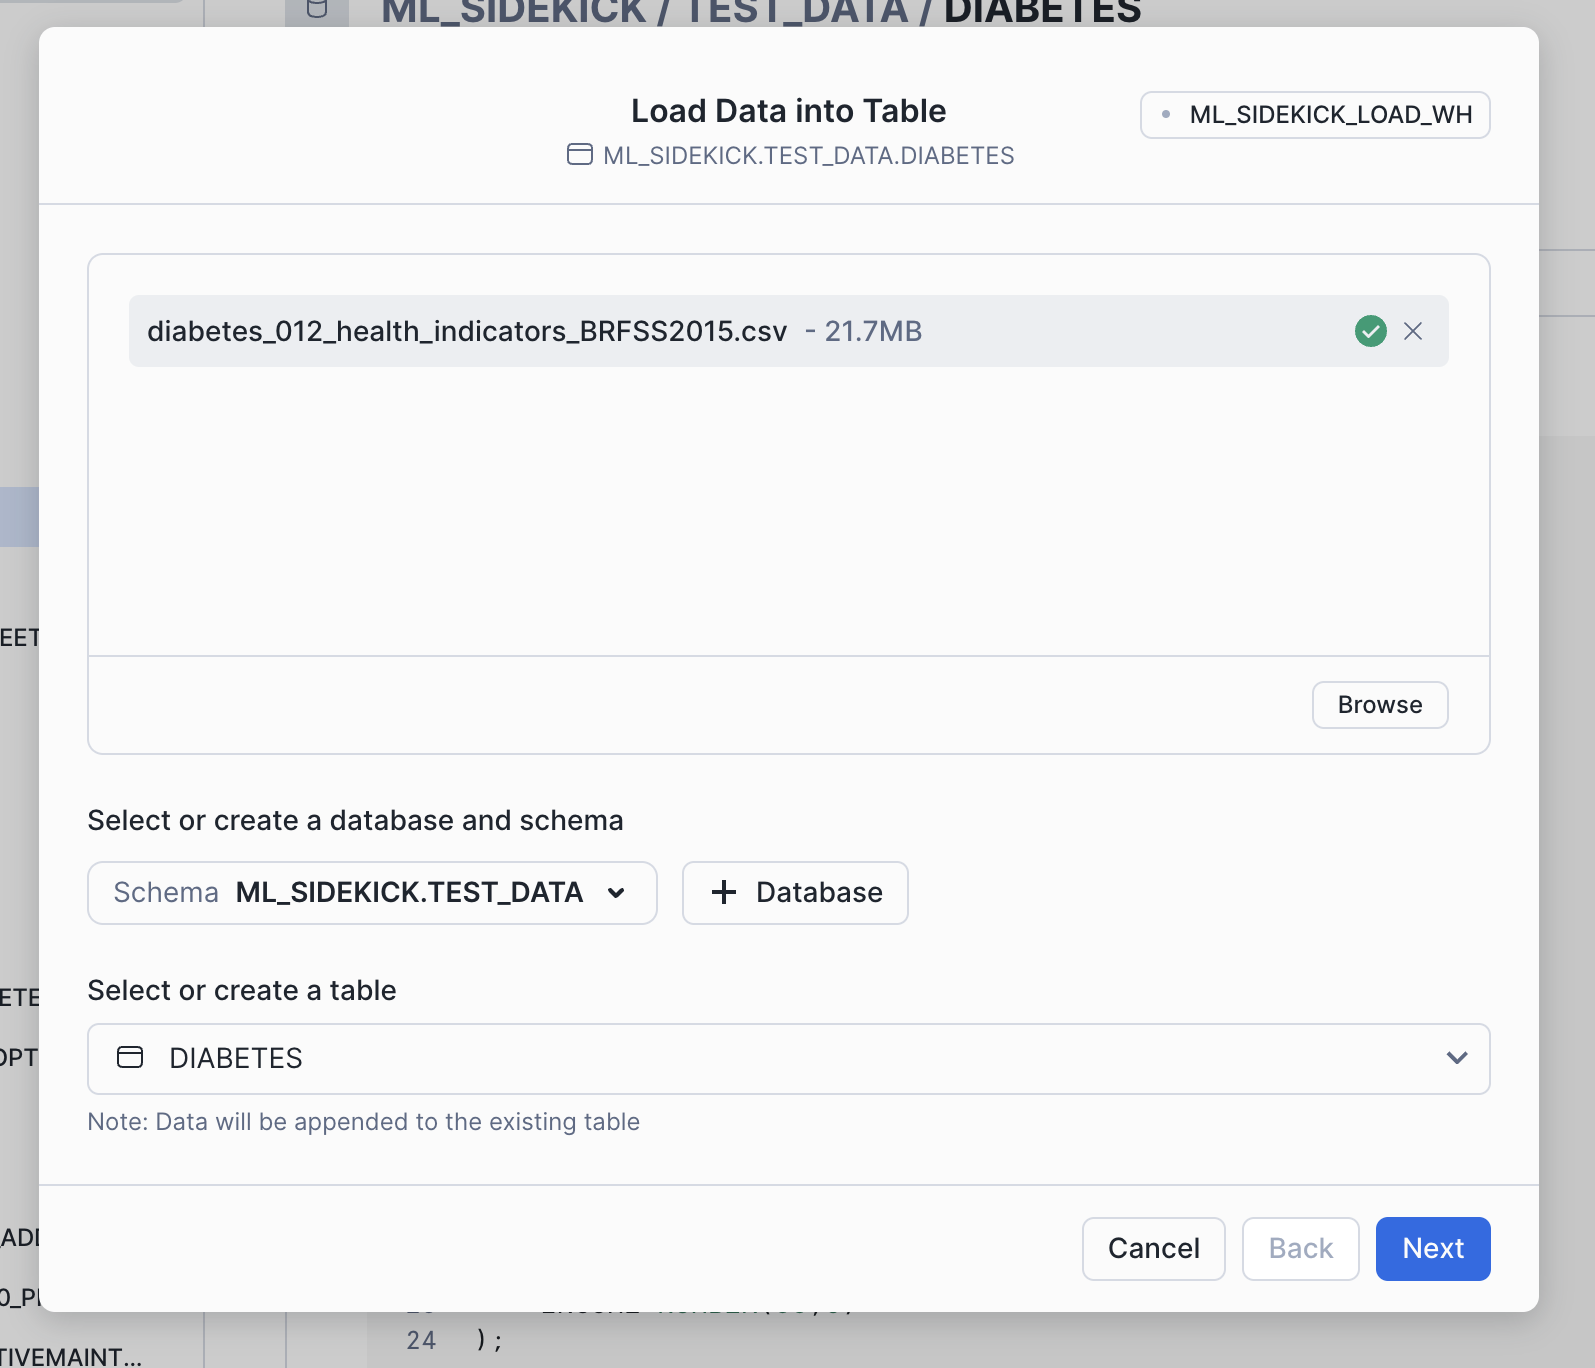 ML_SIDEKICK / TEST_DATA / DIABETES
Load Data into Table
ML_SIDEKICK_LOAD_WH
ML_SIDEKICK.TEST_DATA.DIABETES
diabetes_012_health_indicators_BRFSS2015.csv - 21.7MB
Browse
Select or create a database and schema
Schema ML_SIDEKICK.TEST_DATA
+ Database
Select or create a table
DIABETES
Note: Data will be appended to the existing table
Cancel
Back
Next
EET
ETE
OPT
_ADD
0_P
TIVEMAINT...
24 );